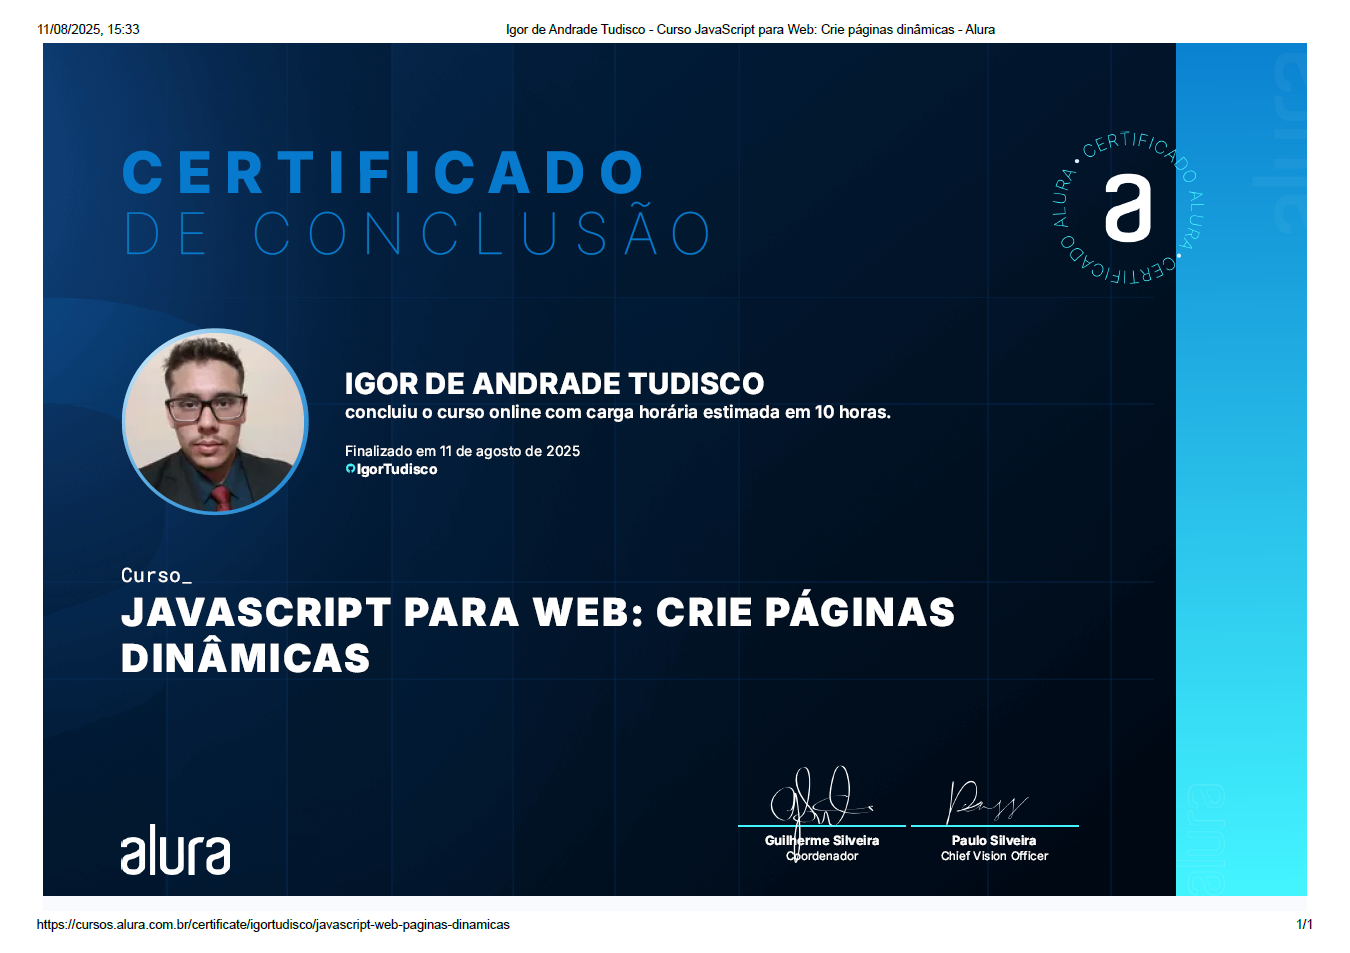 11/08/2025, 15:33
Igor de Andrade Tudisco - Curso JavaScript para Web: Crie páginas dinâmicas - Alura
CERTIFICADO
DE CONCLUSÃO
CERTIFICADO ALURA • CERTIFICADO ALURA •
a
alura
IGOR DE ANDRADE TUDISCO
concluiu o curso online com carga horária estimada em 10 horas.
Finalizado em 11 de agosto de 2025
IgorTudisco
Curso_
JAVASCRIPT PARA WEB: CRIE PÁGINAS
DINÂMICAS
alura
Guilherme Silveira
Coordenador
Paulo Silveira
Chief Vision Officer
alura
https://cursos.alura.com.br/certificate/igortudisco/javascript-web-paginas-dinamicas
1/1